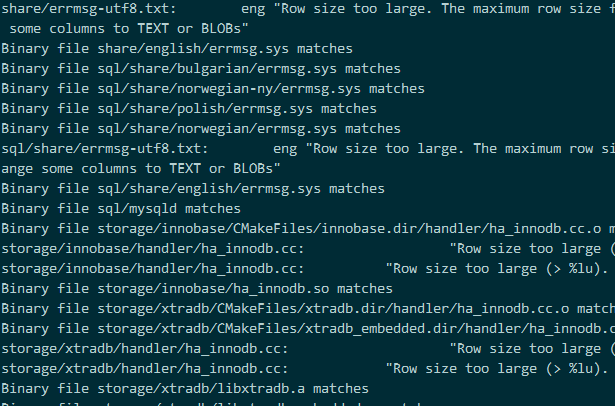 share/errmsg-utf8.txt:        eng "Row size too large. The maximum row size f
 some columns to TEXT or BLOBs"
Binary file share/english/errmsg.sys matches
Binary file sql/share/bulgarian/errmsg.sys matches
Binary file sql/share/norwegian-ny/errmsg.sys matches
Binary file sql/share/polish/errmsg.sys matches
Binary file sql/share/norwegian/errmsg.sys matches
sql/share/errmsg-utf8.txt:        eng "Row size too large. The maximum row si
ange some columns to TEXT or BLOBs"
Binary file sql/share/english/errmsg.sys matches
Binary file sql/mysqld matches
Binary file storage/innobase/CMakeFiles/innobase.dir/handler/ha_innodb.cc.o m
storage/innobase/handler/ha_innodb.cc:                  "Row size too large (
storage/innobase/handler/ha_innodb.cc:          "Row size too large (> %lu).
Binary file storage/innobase/ha_innodb.so matches
Binary file storage/xtradb/CMakeFiles/xtradb.dir/handler/ha_innodb.cc.o match
Binary file storage/xtradb/CMakeFiles/xtradb_embedded.dir/handler/ha_innodb.c
storage/xtradb/handler/ha_innodb.cc:                    "Row size too large (
storage/xtradb/handler/ha_innodb.cc:            "Row size too large (> %lu).
Binary file storage/xtradb/libxtradb.a matches